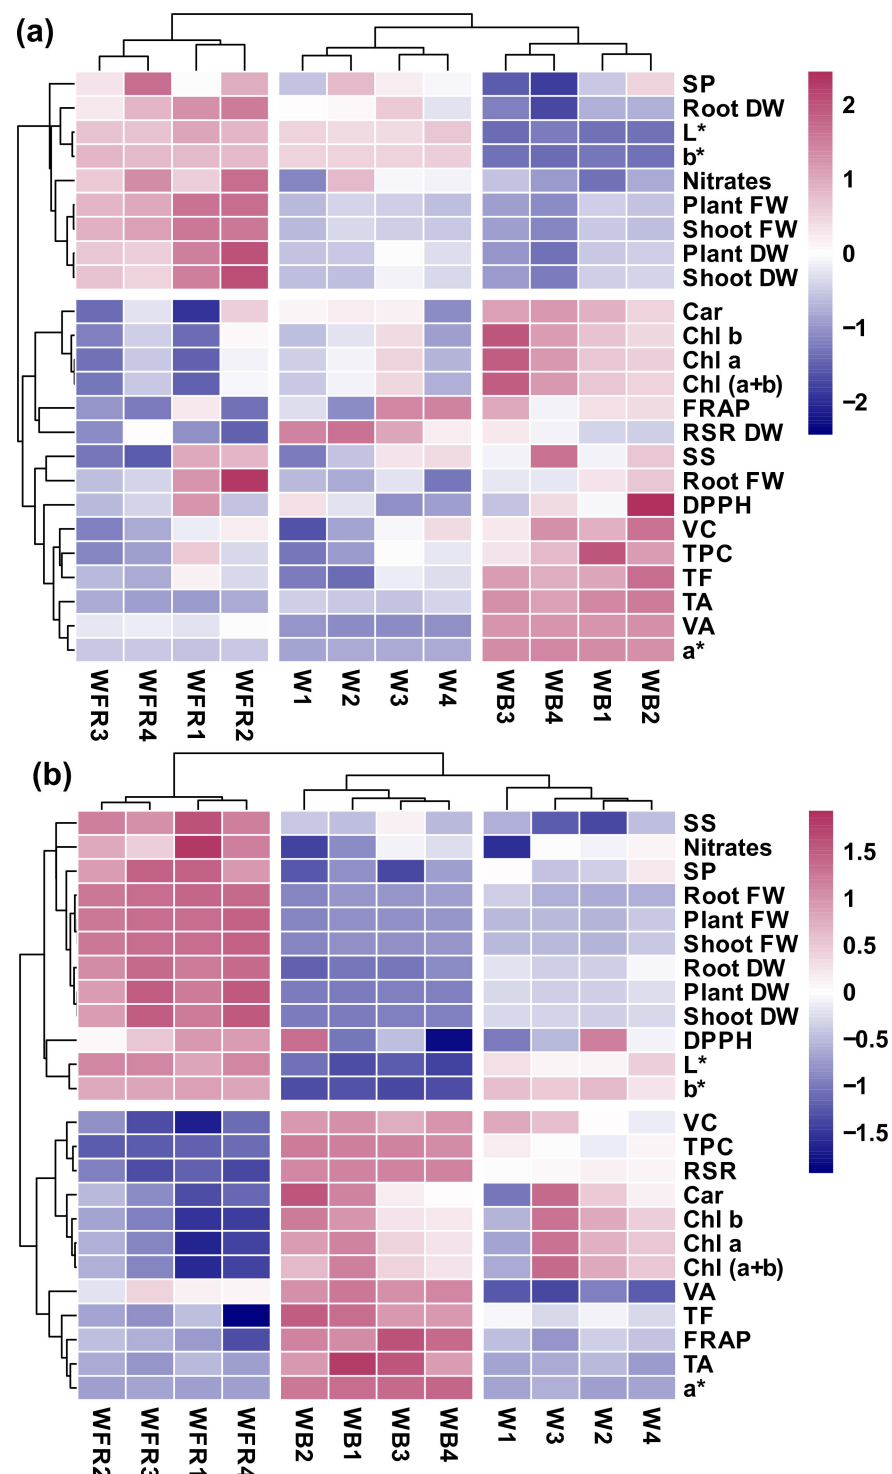 (a)
SP
Root DW
L*
b*
Nitrates
Plant FW
Shoot FW
Plant DW
Shoot DW
Car
Chl b
Chl a
Chl (a+b)
FRAP
RSR DW
SS
Root FW
DPPH
VC
TPC
TF
TA
VA
a*
2
1
0
−1
−2
WFR3 WFR4 WFR1 WFR2 W1 W2 W3 W4 WB3 WB4 WB1 WB2
(b)
SS
Nitrates
SP
Root FW
Plant FW
Shoot FW
Root DW
Plant DW
Shoot DW
DPPH
L*
b*
VC
TPC
RSR
Car
Chl b
Chl a
Chl (a+b)
VA
TF
FRAP
TA
a*
1.5
1
0.5
0
−0.5
−1
−1.5
WFR2 WFR3 WFR1 WFR4 WB2 WB1 WB3 WB4 W1 W3 W2 W4